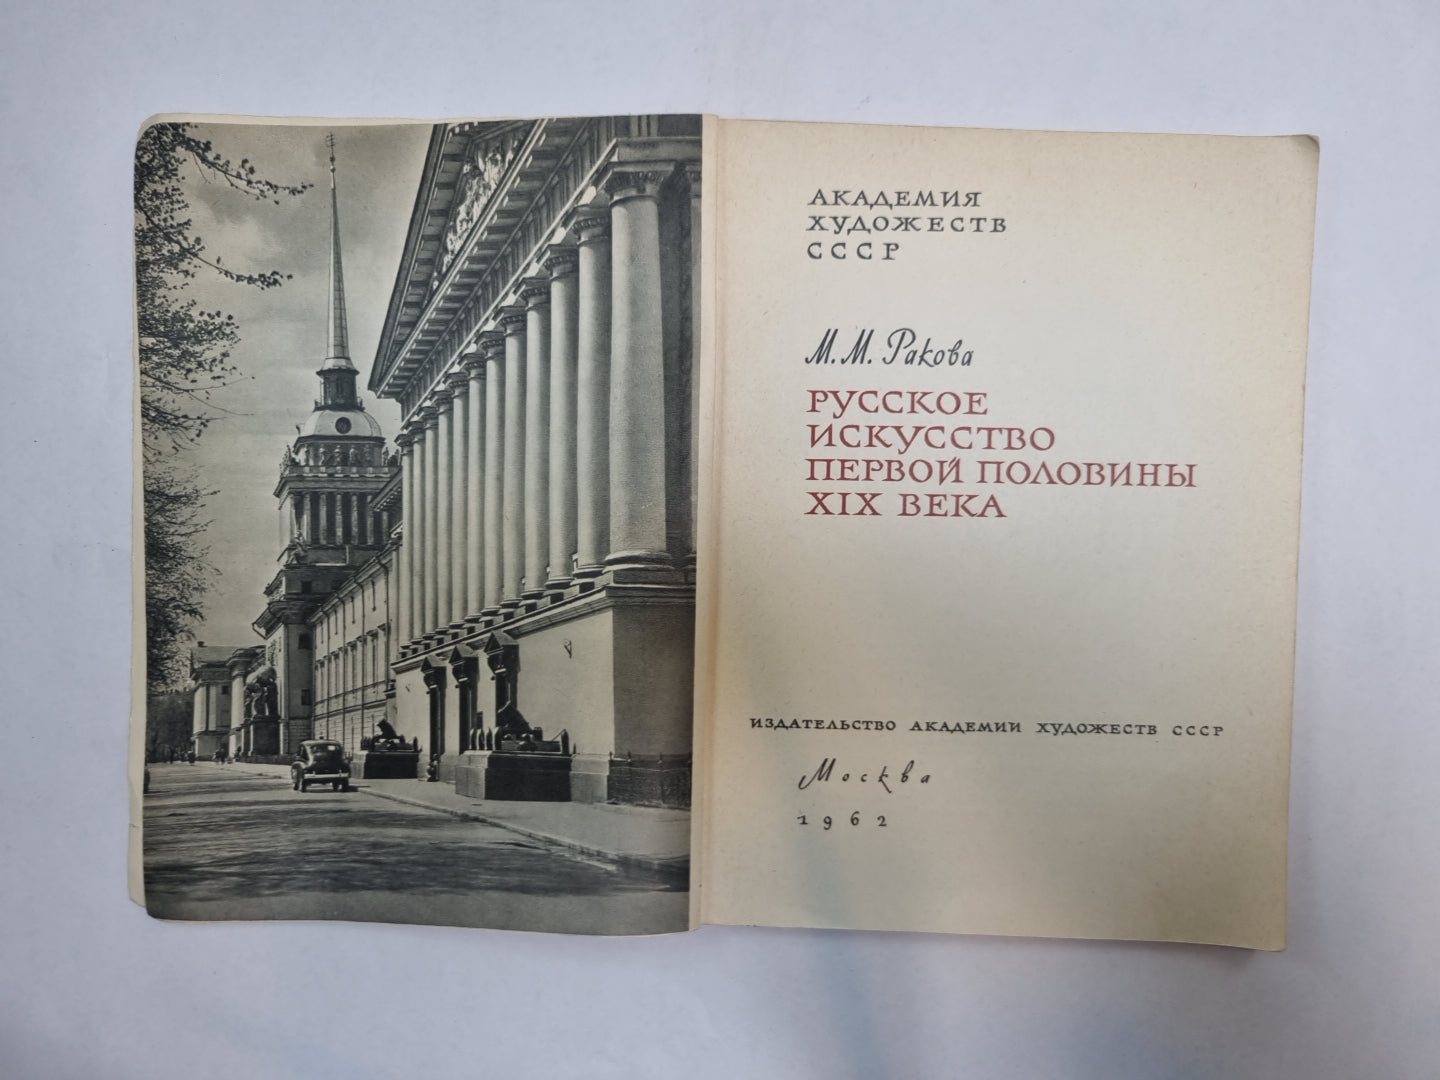 АКАДЕМИЯ
ХУДОЖЕСТВ
СССР
М. М. Ракова
РУССКОЕ
ИСКУССТВО
ПЕРВОЙ ПОЛОВИНЫ
XIX ВЕКА
ИЗДАТЕЛЬСТВО АКАДЕМИИ ХУДОЖЕСТВ СССР
Москва
1962